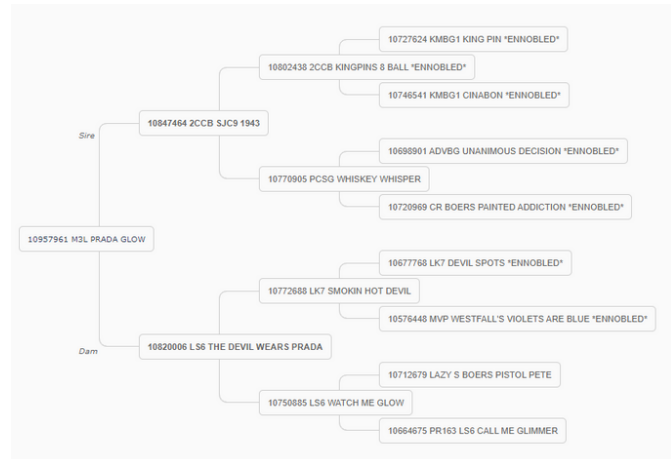 10727624 KMBG1 KING PIN *ENNOBLED*
10802438 2CCB KINGPINS 8 BALL *ENNOBLED*
10746541 KMBG1 CINABON *ENNOBLED*
10847464 2CCB SJC9 1943
Sire
10698901 ADVBG UNANIMOUS DECISION *ENNOBLED*
10770905 PCSG WHISKEY WHISPER
10720969 CR BOERS PAINTED ADDICTION *ENNOBLED*
10957961 M3L PRADA GLOW
10677768 LK7 DEVIL SPOTS *ENNOBLED*
10772688 LK7 SMOKIN HOT DEVIL
10576448 MVP WESTFALL'S VIOLETS ARE BLUE *ENNOBLED*
10820006 LS6 THE DEVIL WEARS PRADA
Dam
10712679 LAZY S BOERS PISTOL PETE
10750885 LS6 WATCH ME GLOW
10664675 PR163 LS6 CALL ME GLIMMER